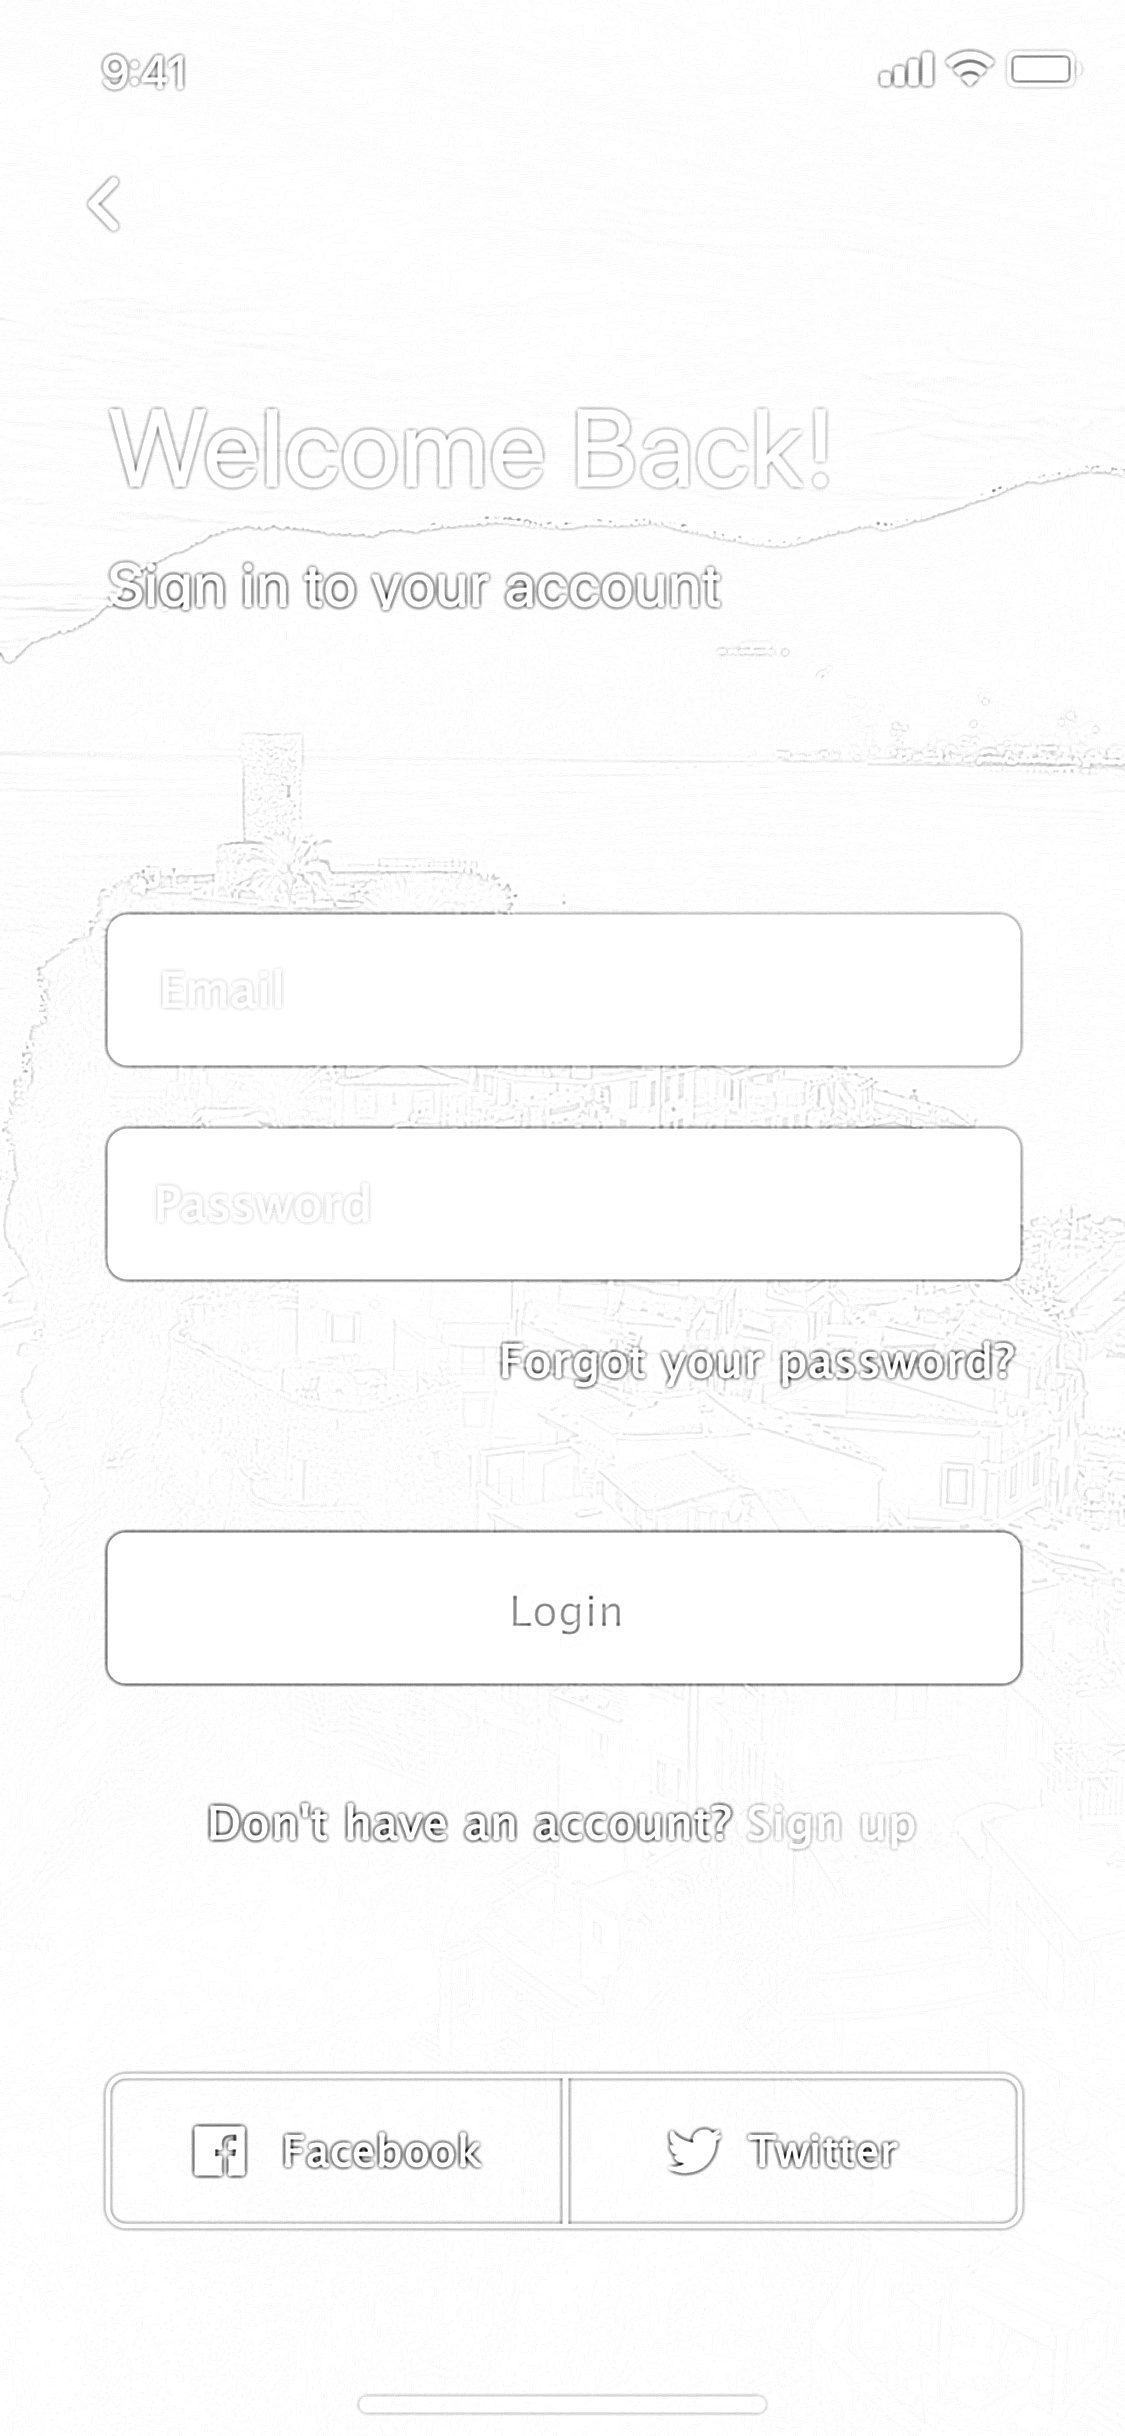 9:41
Welcome Back!
Sign in to your account
Email
Password
Forgot your password?
Login
Don't have an account? Sign up
Facebook
Twitter